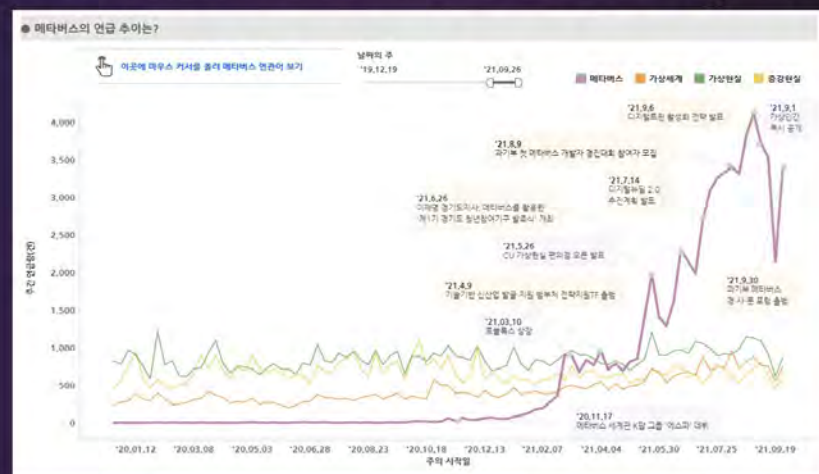 메타버스의 언급 추이는?
이곳에 마우스 커서를 올려 메타버스 연관어 보기
날짜의 주
'19.12.19
'21.09.26
메타버스
가상세계
가상현실
증강현실
'21.9.6
디지털트윈 활성화 전략 발표
'21.9.1
가상인간
공개
'21.8.9
과기부 첫 메타버스 개발자 경진대회 참여자 모집
'21.7.14
디지털뉴딜 2.0
추진계획 발표
'21.6.26
이재명 경기도지사, 메타버스를 활용한
'제1기 경기도 청년참여기구 발족식' 개최
'21.5.26
CU 가상현실 편의점 오픈 발표
'21.4.9
기술기반 신산업 발굴 지원 범부처 전략지원TF 출범
'21.03.10
로블록스 상장
'21.9.30
과기부 메타버스
경·사·문 포럼 출범
'20.11.17
메타버스 세계관 K팝 그룹 '에스파' 데뷔
주간 언급량(건)
4,000
3,500
3,000
2,500
2,000
1,500
1,000
500
0
'20.01.12
'20.03.08
'20.05.03
'20.06.28
'20.08.23
'20.10.18
'20.12.13
'21.02.07
'21.04.04
'21.05.30
'21.07.25
'21.09.19
주의 시작일